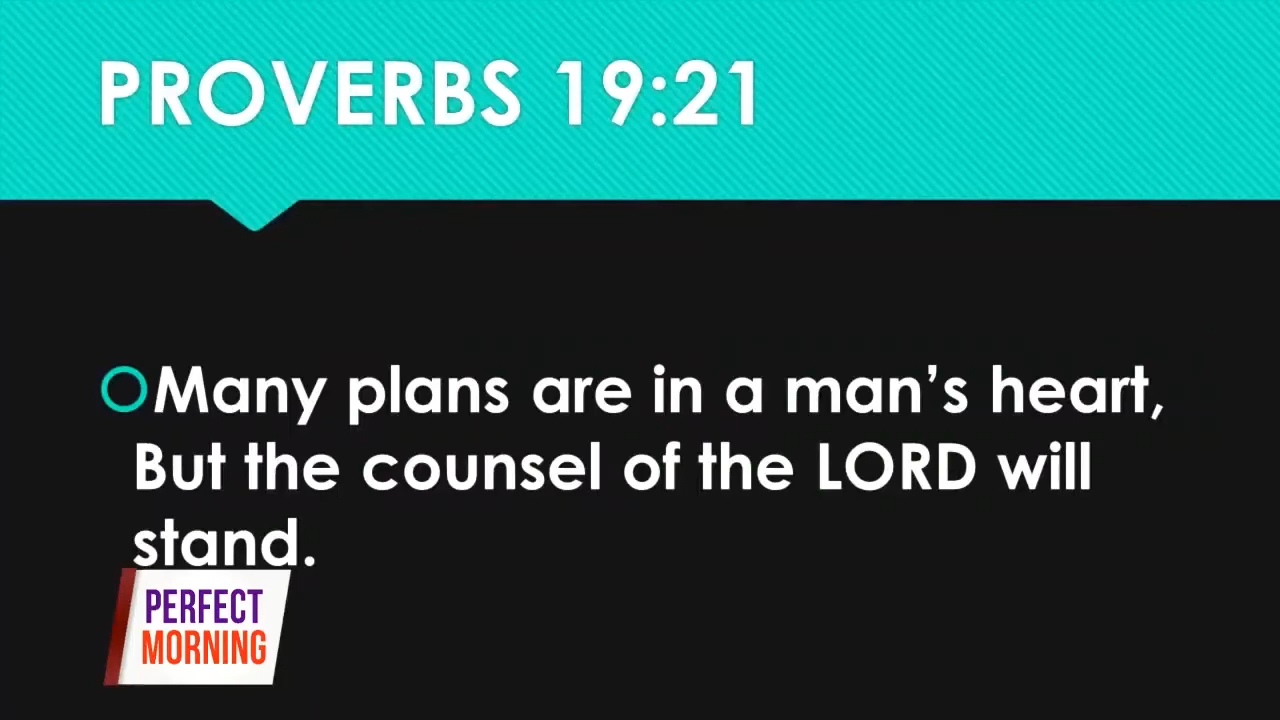 PROVERBS 19:21
Many plans are in a man’s heart,
But the counsel of the LORD will
stand.
PERFECT
MORNING